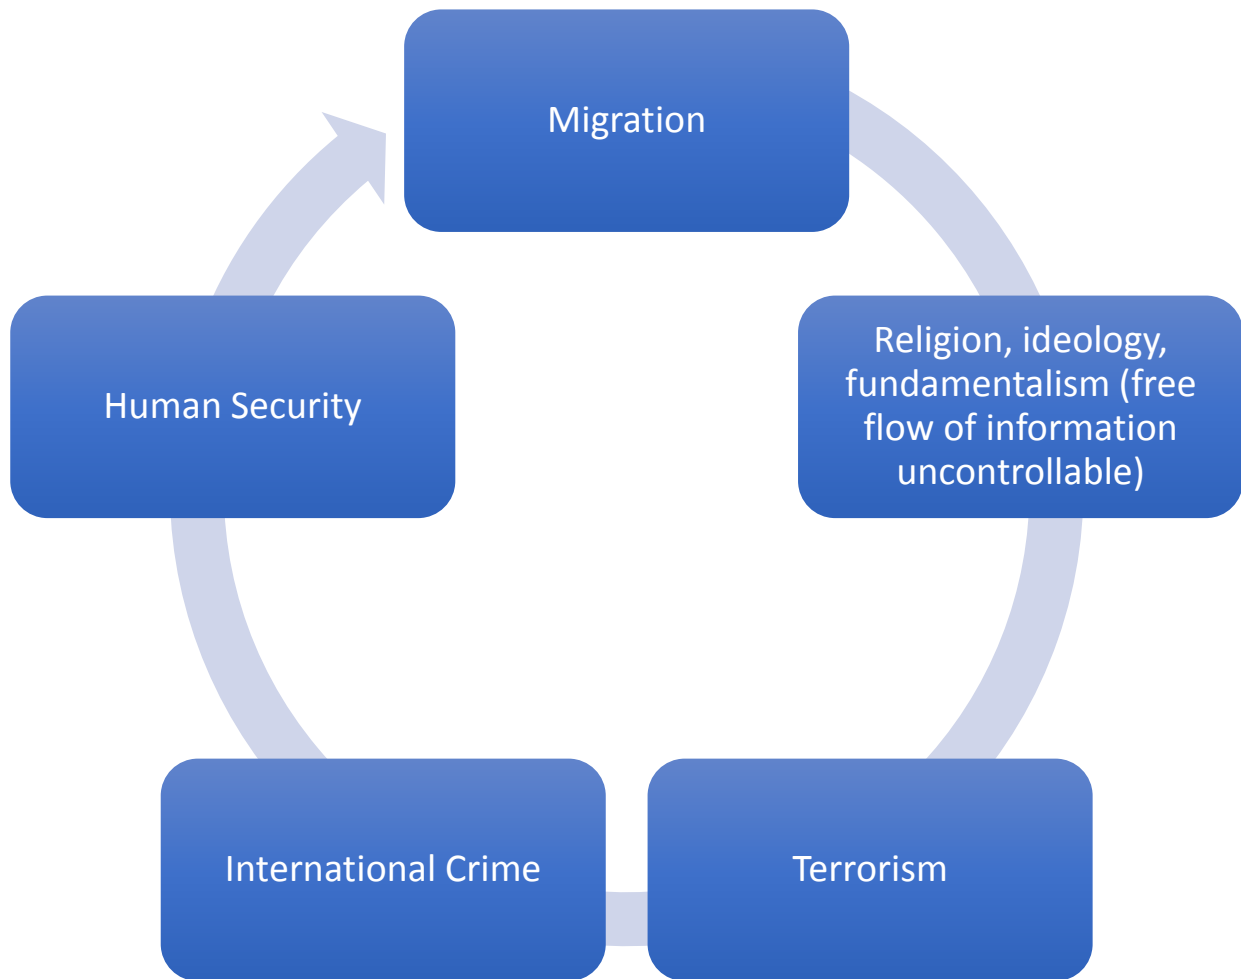 Migration
Religion, ideology,
fundamentalism (free
flow of information
uncontrollable)
Terrorism
International Crime
Human Security